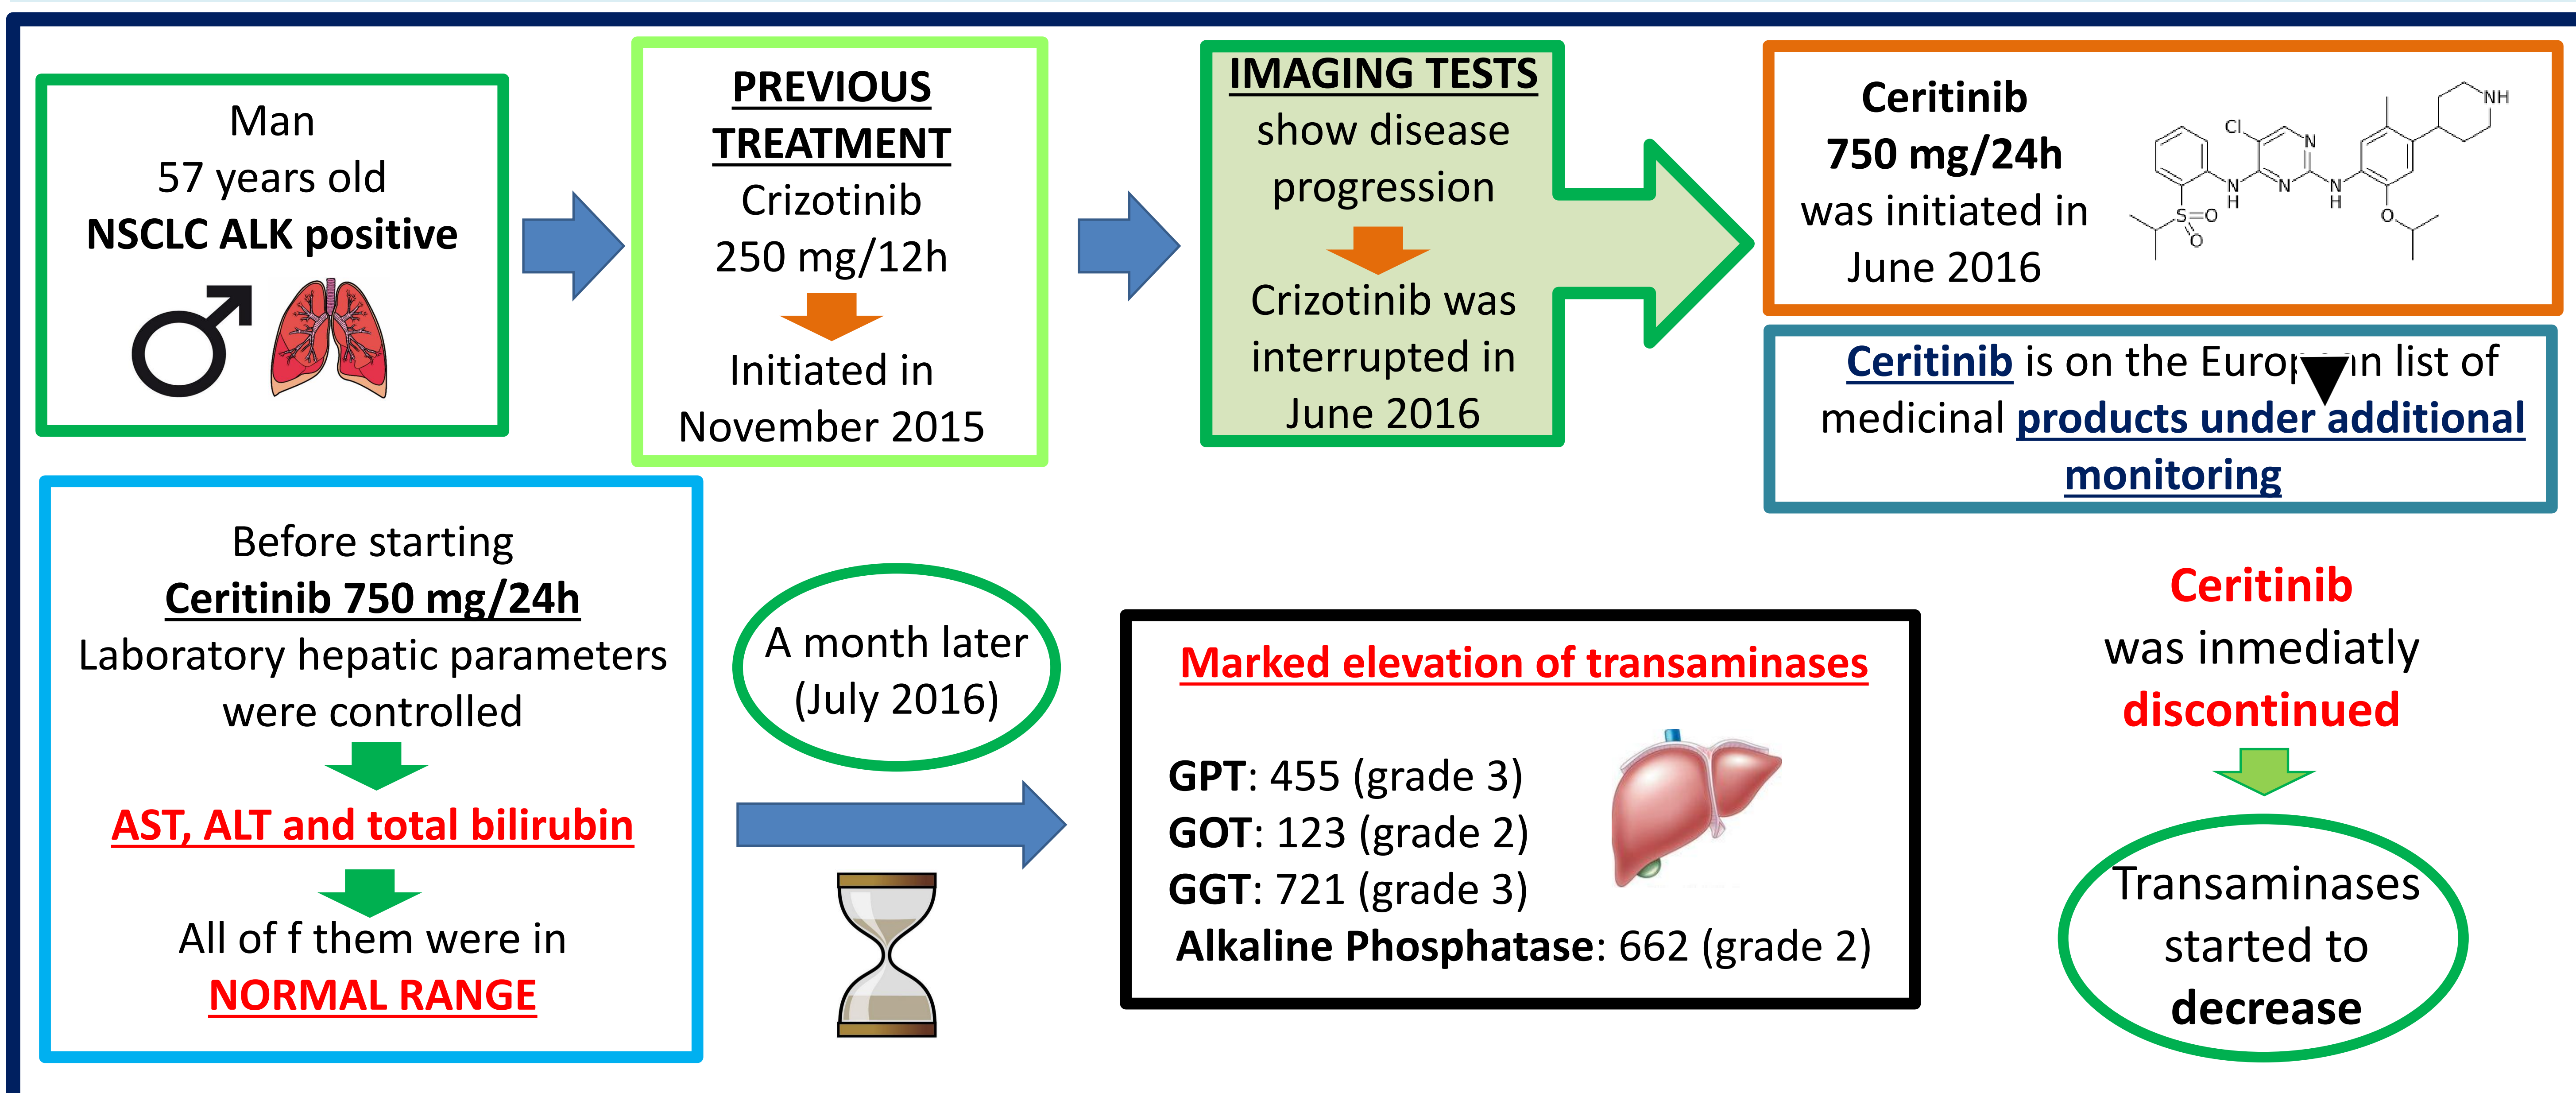 Man
57 years old
NSCLC ALK positive
PREVIOUS
TREATMENT
Crizotinib
250 mg/12h
Initiated in
November 2015
IMAGING TESTS
show disease
progression
Crizotinib was
interrupted in
June 2016
Ceritinib
750 mg/24h
was initiated in
June 2016
Cl
N
N
N
H
N
H
NH
S
O
O
O
Ceritinib is on the European list of
medicinal products under additional
monitoring
Before starting
Ceritinib 750 mg/24h
Laboratory hepatic parameters
were controlled
AST, ALT and total bilirubin
All of f them were in
NORMAL RANGE
A month later
(July 2016)
Marked elevation of transaminases
GPT: 455 (grade 3)
GOT: 123 (grade 2)
GGT: 721 (grade 3)
Alkaline Phosphatase: 662 (grade 2)
Ceritinib
was inmediatly
discontinued
Transaminases
started to
decrease